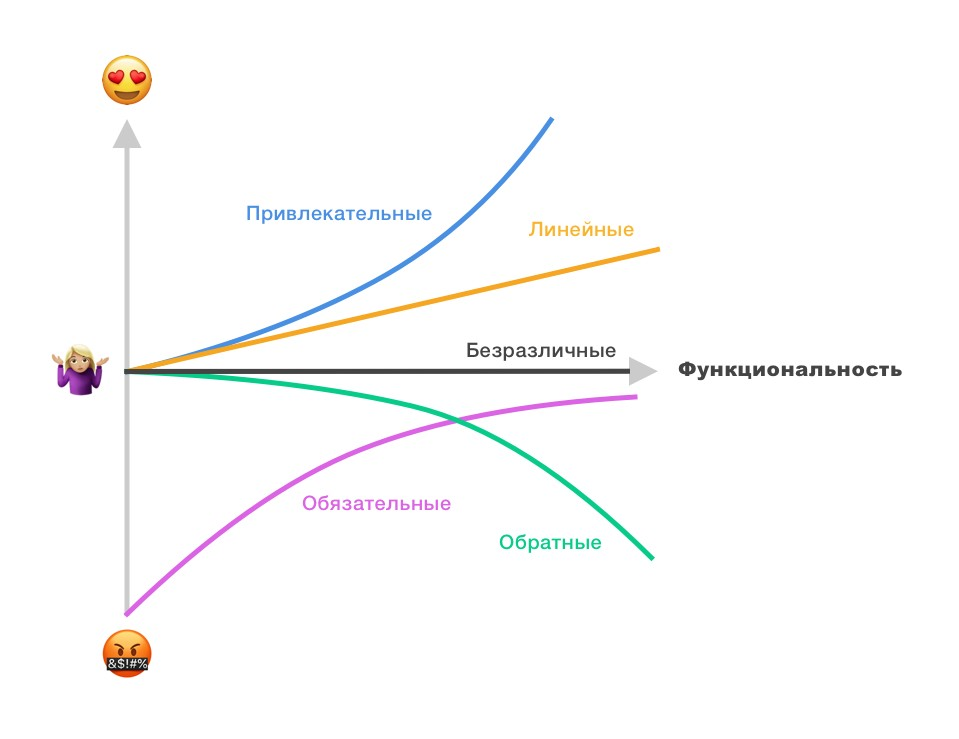 Привлекательные
Линейные
Безразличные
Функциональность
Обязательные
Обратные
&$!#%